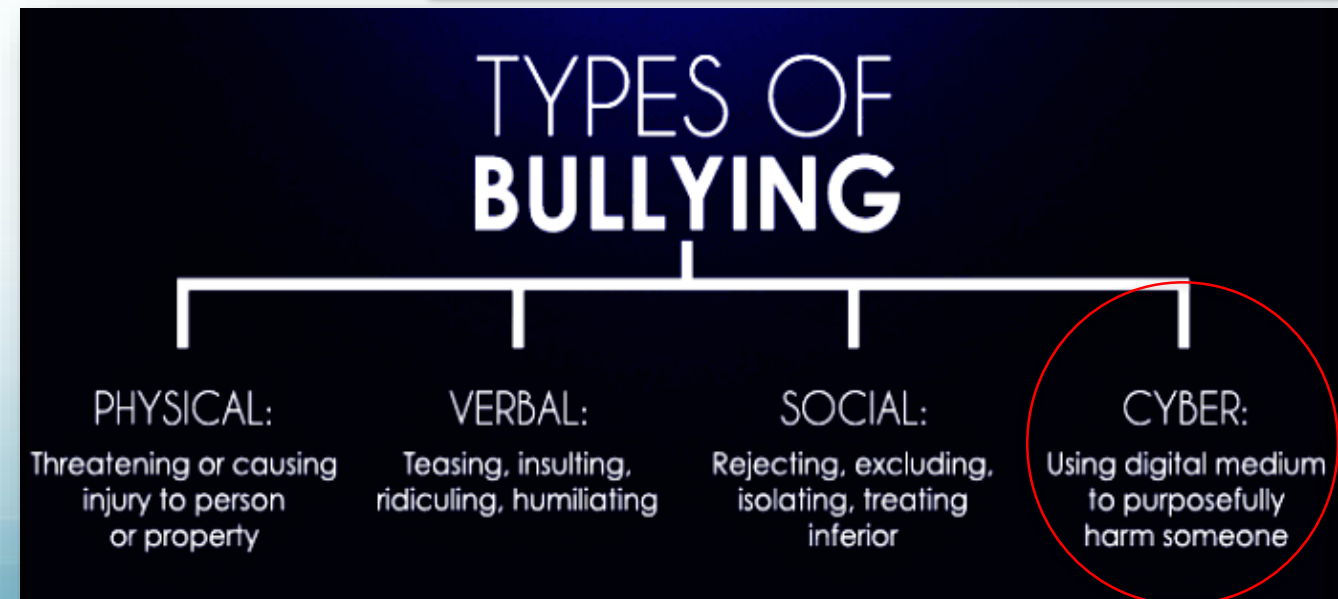 TYPES OF
BULLYING
PHYSICAL:
Threatening or causing
injury to person
or property
VERBAL:
Teasing, insulting,
ridiculing, humiliating
SOCIAL:
Rejecting, excluding,
isolating, treating
inferior
CYBER:
Using digital medium
to purposefully
harm someone